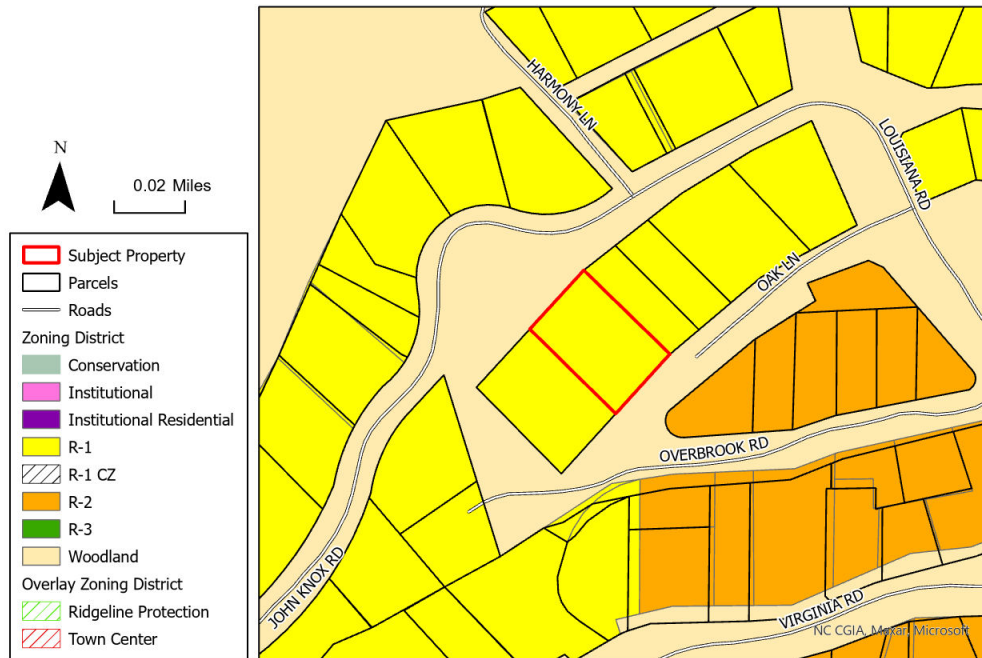 N
0.02 Miles
Subject Property
Parcels
Roads
Zoning District
Conservation
Institutional
Institutional Residential
R-1
R-1 CZ
R-2
R-3
Woodland
Overlay Zoning District
Ridgeline Protection
Town Center
HARMONY LN
LOUISIANA RD
OAK LN
OVERBROOK RD
JOHN KNOX RD
VIRGINIA RD
NC CGIA, Maxar, Microsoft